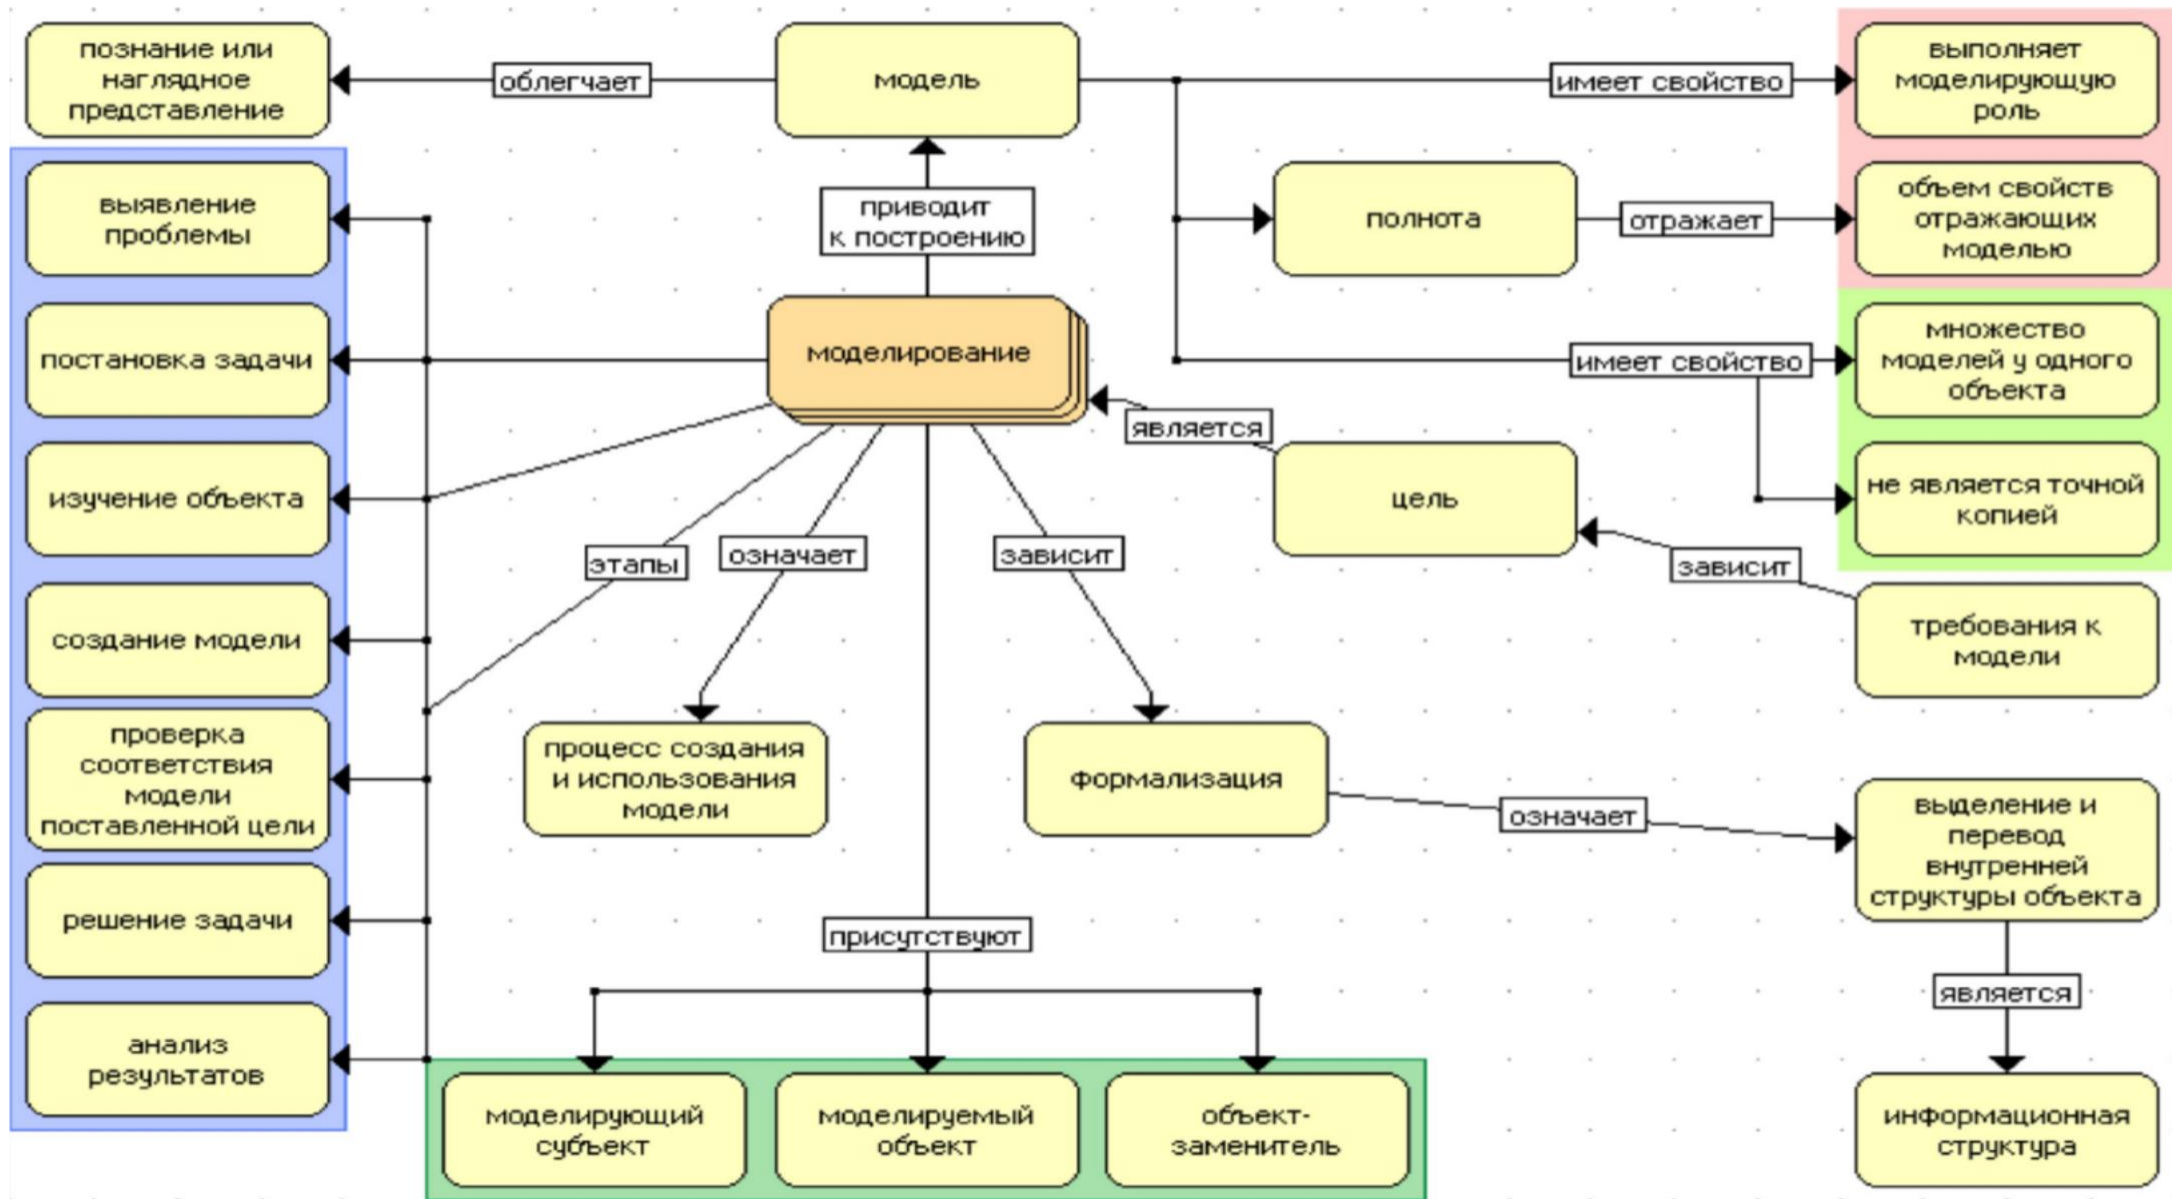 познание или
наглядное
представление
облегчает
модель
имеет свойство
выполняет
моделирующую
роль
выявление
проблемы
приводит
к построению
полнота
отражает
объем свойств
отражающих
моделью
постановка задачи
моделирование
имеет свойство
множество
моделей у одного
объекта
является
изучение объекта
цель
не является точной
копией
этапы
означает
зависит
зависит
создание модели
требования к
модели
проверка
соответствия
модели
поставленной цели
процесс создания
и использования
модели
формализация
означает
выделение и
перевод
внутренней
структуры объекта
решение задачи
присутствуют
является
анализ
результатов
моделирующий
субъект
моделируемый
объект
объект-
заменитель
информационная
структура